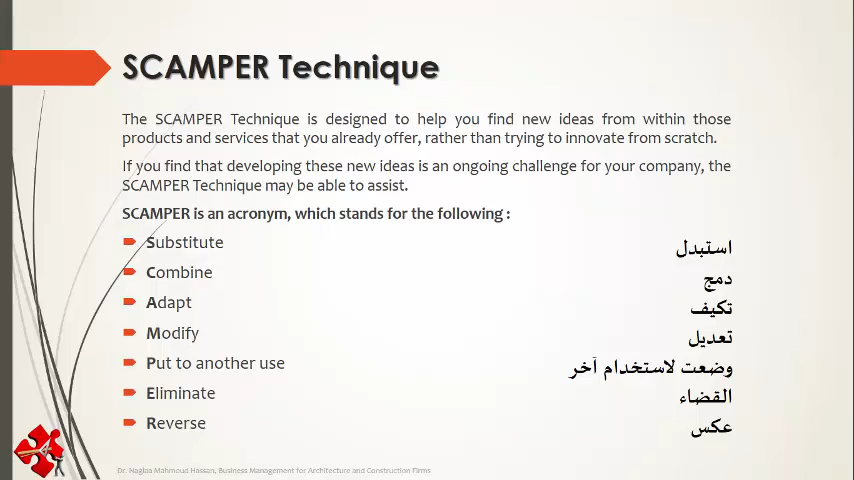 SCAMPER Technique
The SCAMPER Technique is designed to help you find new ideas from within those
products and services that you already offer, rather than trying to innovate from scratch.
If you find that developing these new ideas is an ongoing challenge for your company, the
SCAMPER Technique may be able to assist.
SCAMPER is an acronym, which stands for the following :
Substitute استبدل
Combine دمج
Adapt تكيف
Modify تعديل
Put to another use وضعت لاستخدام آخر
Eliminate القضاء
Reverse عكس
Dr. Naglaa Mahmoud Hassan, Business Management for Architecture and Construction Firms